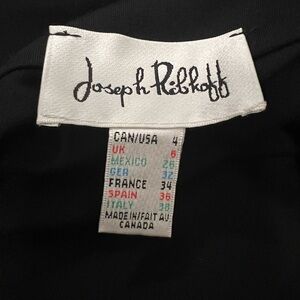 Joseph Ribkoff
CAN/USA 4
UK 6
MEXICO 26
GER 32
FRANCE 34
SPAIN 36
ITALY 38
MADE IN/FAIT AU
CANADA